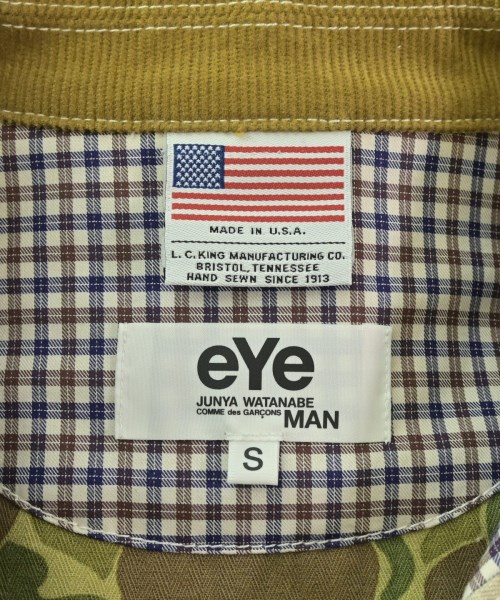 MADE IN U.S.A.
L.C. KING MANUFACTURING CO.
BRISTOL, TENNESSEE
HAND SEWN SINCE 1913
eYe
JUNYA WATANABE
COMME des GARÇONS MAN
S